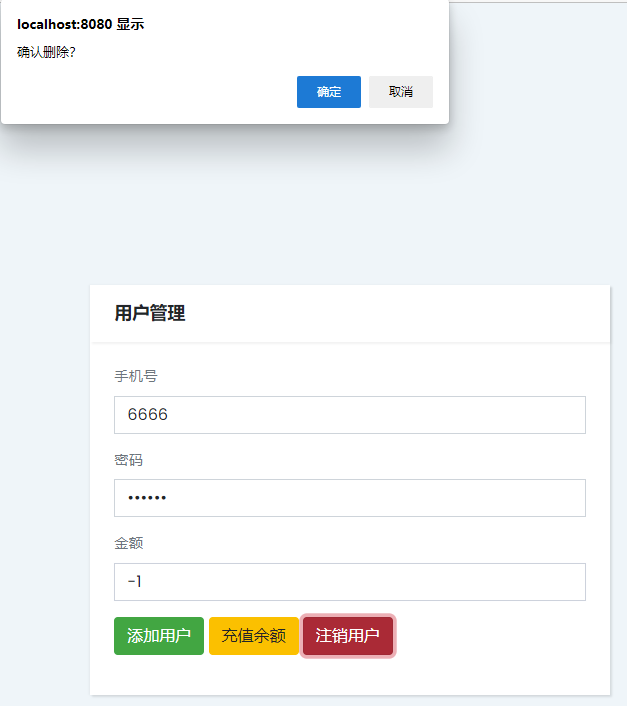 localhost:8080 显示
确认删除?
确定 取消
用户管理
手机号
6666
密码
••••••
金额
-1
添加用户 充值余额 注销用户